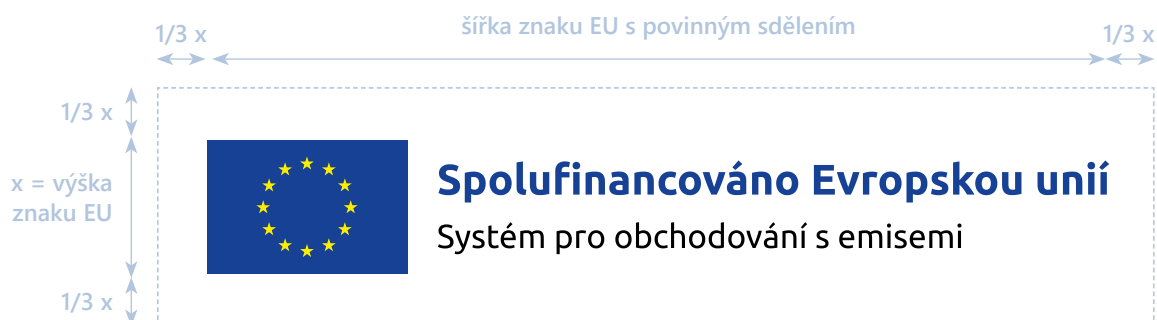 1/3 x
šířka znaku EU s povinným sdělením
1/3 x
1/3 x
x = výška
znaku EU
Spolufinancováno Evropskou unií
Systém pro obchodování s emisemi
1/3 x